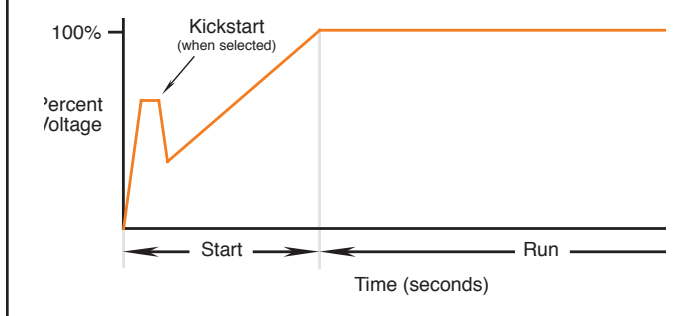 Kickstart
(when selected)
100%
Percent
Voltage
Start
Run
Time (seconds)